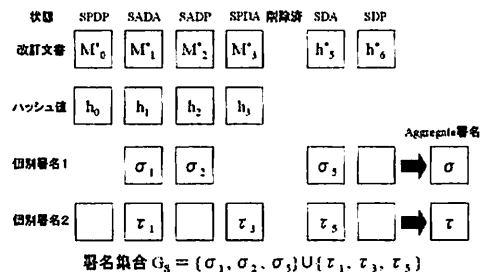 状態 SPDP SADA SADP SPDA 削除済 SDA SDP
改訂文書 M*0 M*1 M*2 M*3 h*5 h*6
ハッシュ値 h0 h1 h2 h3
Aggregate署名
個別署名1 σ1 σ2 σ5 σ
個別署名2 τ1 τ3 τ5 τ
署名集合 GS = {σ1, σ2, σ5}∪{τ1, τ3, τ5}